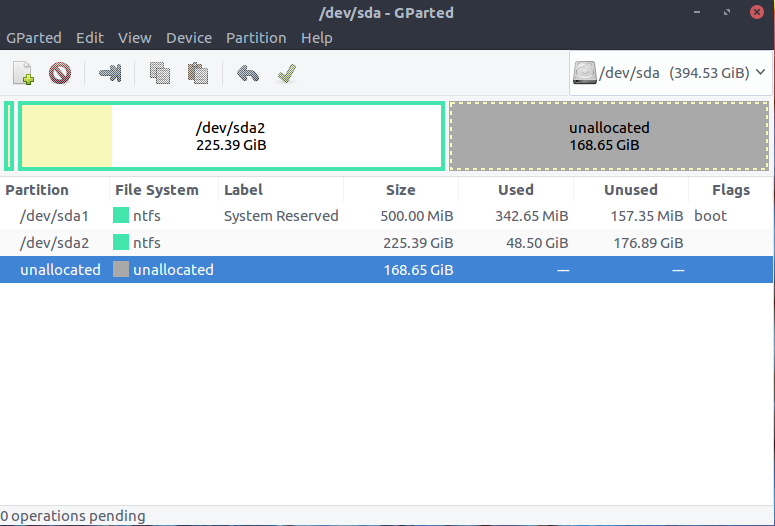 /dev/sda - GParted
GParted Edit View Device Partition Help
/dev/sda (394.53 GiB)
/dev/sda2
225.39 GiB
unallocated
168.65 GiB
Partition File System Label Size Used Unused Flags
/dev/sda1 ntfs System Reserved 500.00 MiB 342.65 MiB 157.35 MiB boot
/dev/sda2 ntfs 225.39 GiB 48.50 GiB 176.89 GiB
unallocated unallocated 168.65 GiB --- ---
0 operations pending